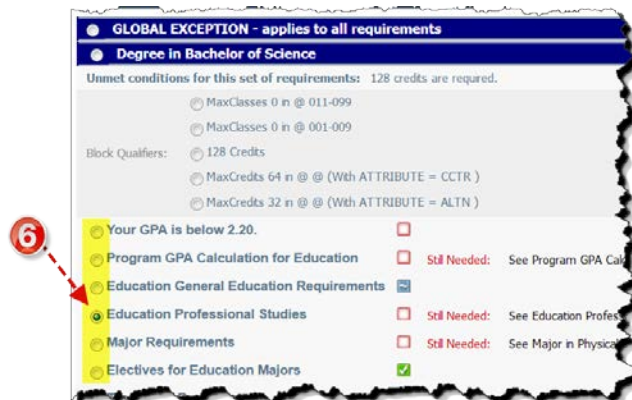 GLOBAL EXCEPTION - applies to all requirements
Degree in Bachelor of Science
Unmet conditions for this set of requirements: 128 credits are required.
MaxClasses 0 in @ 011-099
MaxClasses 0 in @ 001-009
Block Qualifiers: 128 Credits
MaxCredits 64 in @ @ (With ATTRIBUTE = CCTR )
MaxCredits 32 in @ @ (With ATTRIBUTE = ALTN )
6
Your GPA is below 2.20.
Program GPA Calculation for Education Still Needed: See Program GPA Cal
Education General Education Requirements
Education Professional Studies Still Needed: See Education Profes
Major Requirements Still Needed: See Major in Physica
Electives for Education Majors